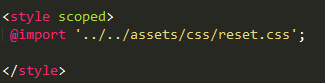 <style scoped>
@import '../../assets/css/reset.css';
</style>